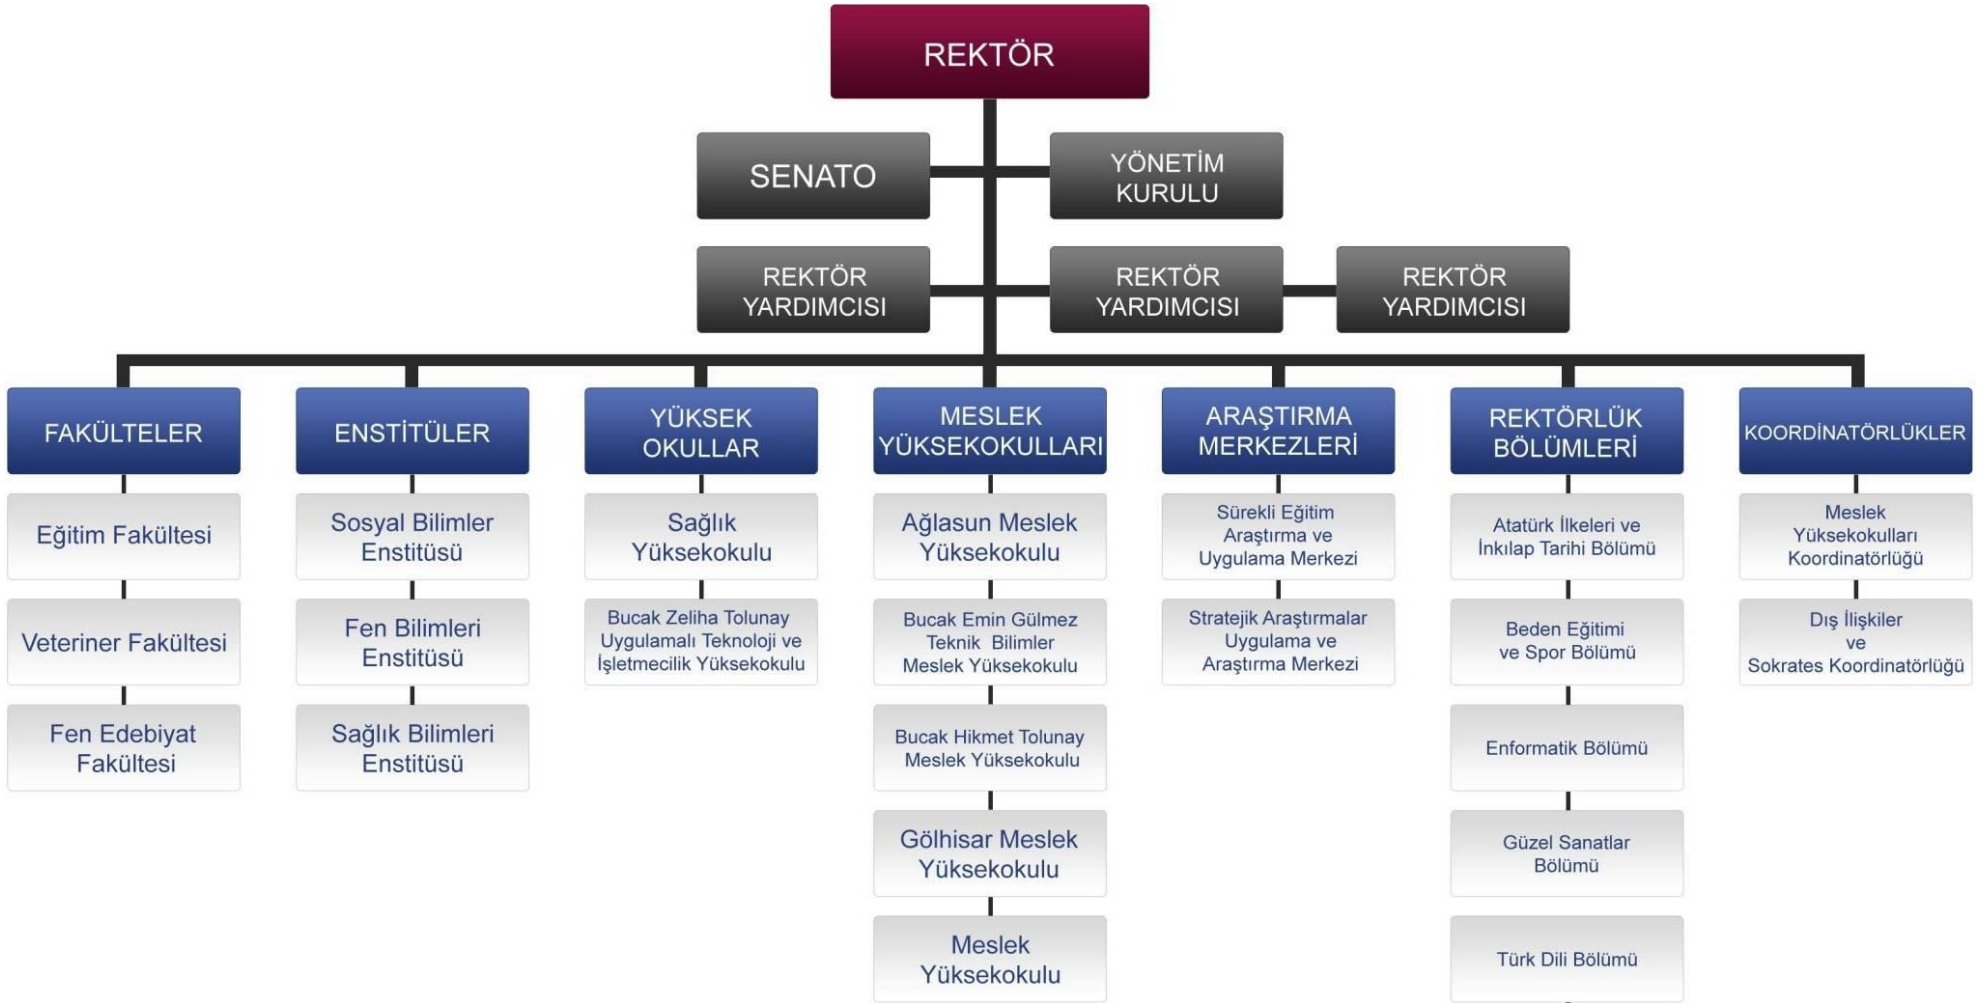 REKTÖR
SENATO
YÖNETİM
KURULU
REKTÖR
YARDIMCISI
REKTÖR
YARDIMCISI
REKTÖR
YARDIMCISI
FAKÜLTELER
Eğitim Fakültesi
Veteriner Fakültesi
Fen Edebiyat
Fakültesi
ENSTİTÜLER
Sosyal Bilimler
Enstitüsü
Fen Bilimleri
Enstitüsü
Sağlık Bilimleri
Enstitüsü
YÜKSEK
OKULLAR
Sağlık
Yüksekokulu
Bucak Zeliha Tolunay
Uygulamalı Teknoloji ve
İşletmecilik Yüksekokulu
MESLEK
YÜKSEKOKULLARI
Ağlasun Meslek
Yüksekokulu
Bucak Emin Gülmez
Teknik Bilimler
Meslek Yüksekokulu
Bucak Hikmet Tolunay
Meslek Yüksekokulu
Gölhisar Meslek
Yüksekokulu
Meslek
Yüksekokulu
ARAŞTIRMA
MERKEZLERİ
Sürekli Eğitim
Araştırma ve
Uygulama Merkezi
Stratejik Araştırmalar
Uygulama ve
Araştırma Merkezi
REKTÖRLÜK
BÖLÜMLERİ
Atatürk İlkeleri ve
İnkılap Tarihi Bölümü
Beden Eğitimi
ve Spor Bölümü
Enformatik Bölümü
Güzel Sanatlar
Bölümü
Türk Dili Bölümü
KOORDİNATÖRLÜKLER
Meslek
Yüksekokulları
Koordinatörlüğü
Dış İlişkiler
ve
Sokrates Koordinatörlüğü